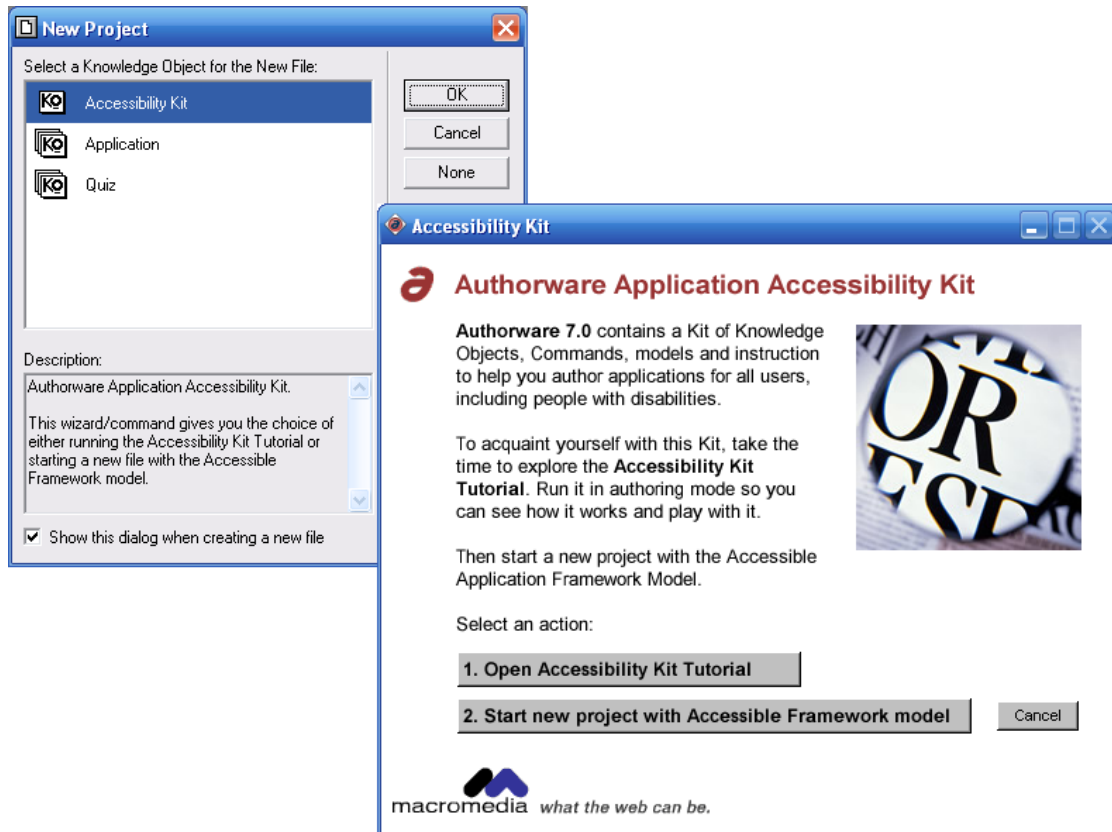 New Project
Select a Knowledge Object for the New File:
KO Accessibility Kit
KO Application
KO Quiz
OK
Cancel
None
Description:
Authorware Application Accessibility Kit.
This wizard/command gives you the choice of
either running the Accessibility Kit Tutorial or
starting a new file with the Accessible
Framework model.
Show this dialog when creating a new file
Accessibility Kit
a Authorware Application Accessibility Kit
Authorware 7.0 contains a Kit of Knowledge
Objects, Commands, models and instruction
to help you author applications for all users,
including people with disabilities.
To acquaint yourself with this Kit, take the
time to explore the Accessibility Kit
Tutorial. Run it in authoring mode so you
can see how it works and play with it.
Then start a new project with the Accessible
Application Framework Model.
OR
Select an action:
1. Open Accessibility Kit Tutorial
2. Start new project with Accessible Framework model
Cancel
macromedia what the web can be.